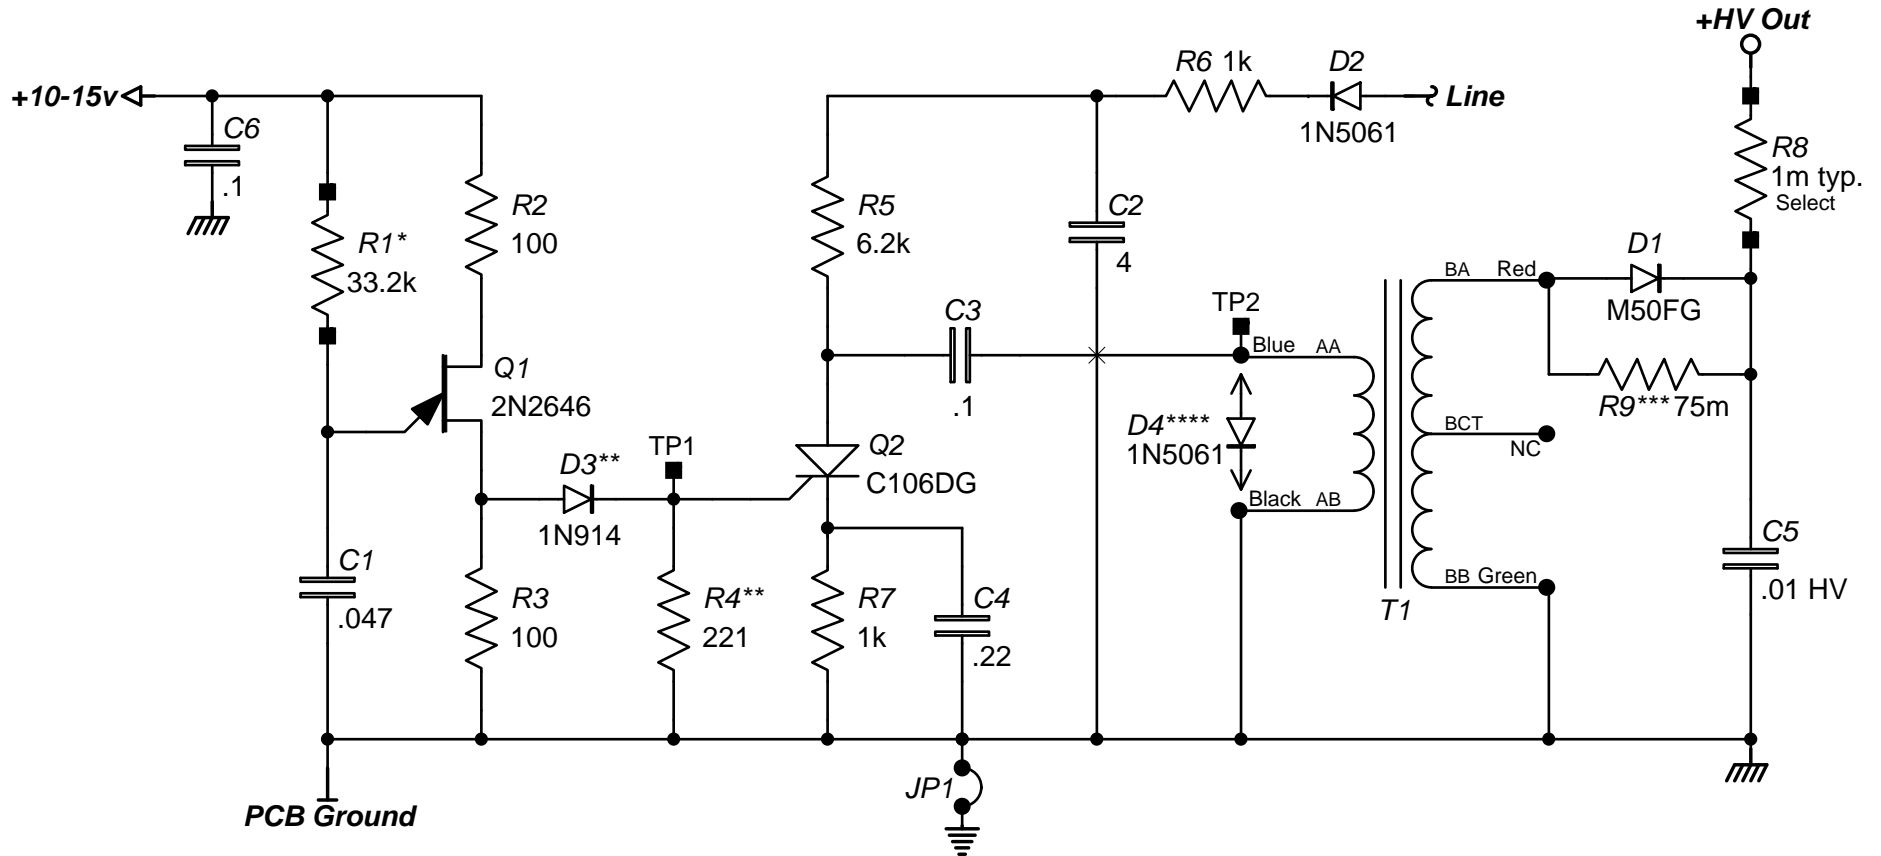 +HV Out
+10-15v
C6
.1
R1*
33.2k
R2
100
Q1
2N2646
D3**
1N914
TP1
C1
.047
R3
100
R4**
221
R5
6.2k
Q2
C106DG
R7
1k
C4
.22
C3
.1
C2
4
R6 1k
D2
1N5061
Line
TP2
Blue AA
D4****
1N5061
Black AB
T1
BA Red
BCT
NC
BB Green
D1
M50FG
R9***75m
R8
1m typ.
Select
C5
.01 HV
PCB Ground
JP1